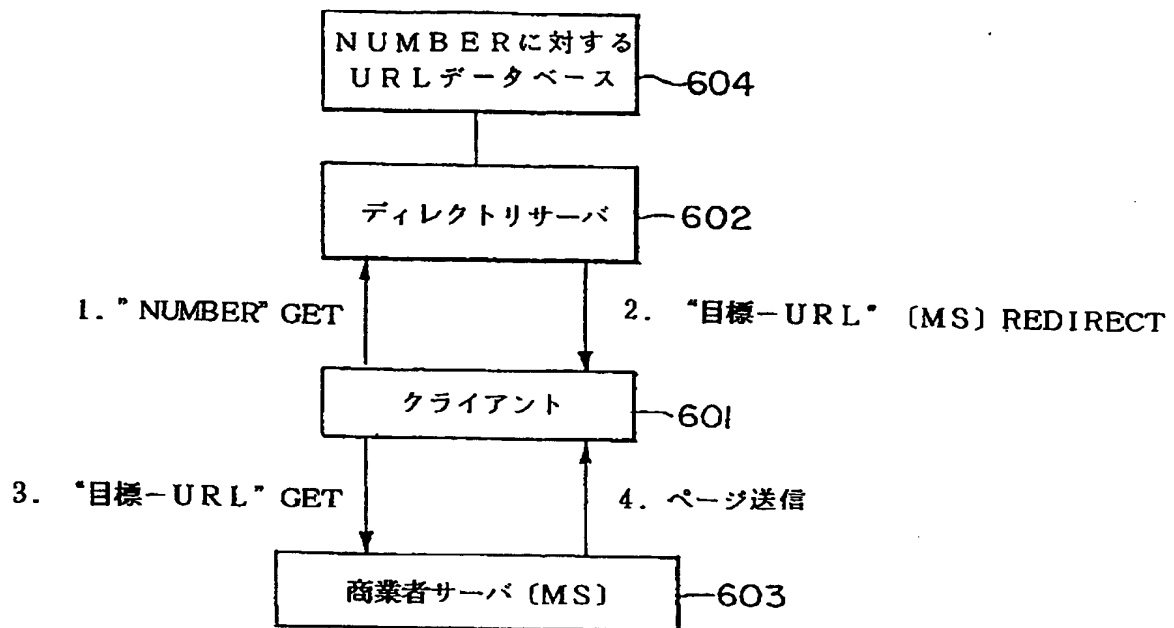 NUMBERに対する
URLデータベース
604
ディレクトリサーバ
602
1. ”NUMBER” GET
2. “目標－URL” 〔MS〕 REDIRECT
クライアント
601
3. “目標－URL” GET
4. ページ送信
商業者サーバ〔MS〕
603